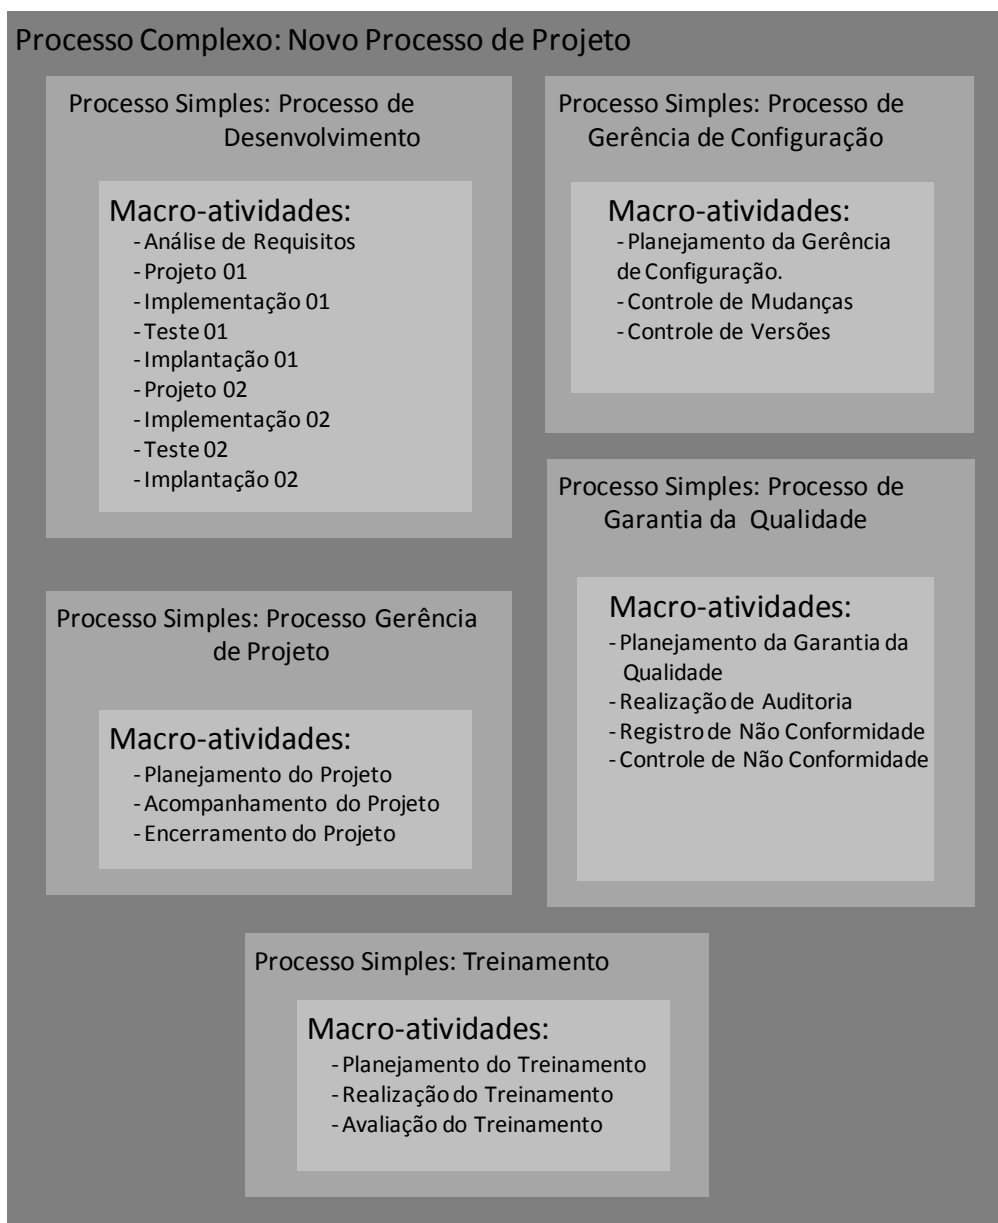 Processo Complexo: Novo Processo de Projeto
Processo Simples: Processo de
Desenvolvimento
Macro-atividades:
- Análise de Requisitos
- Projeto 01
- Implementação 01
- Teste 01
- Implantação 01
- Projeto 02
- Implementação 02
- Teste 02
- Implantação 02
Processo Simples: Processo de
Gerência de Configuração
Macro-atividades:
- Planejamento da Gerência
de Configuração.
- Controle de Mudanças
- Controle de Versões
Processo Simples: Processo Gerência
de Projeto
Macro-atividades:
- Planejamento do Projeto
- Acompanhamento do Projeto
- Encerramento do Projeto
Processo Simples: Processo de
Garantia da Qualidade
Macro-atividades:
- Planejamento da Garantia da
Qualidade
- Realização de Auditoria
- Registro de Não Conformidade
- Controle de Não Conformidade
Processo Simples: Treinamento
Macro-atividades:
- Planejamento do Treinamento
- Realização do Treinamento
- Avaliação do Treinamento